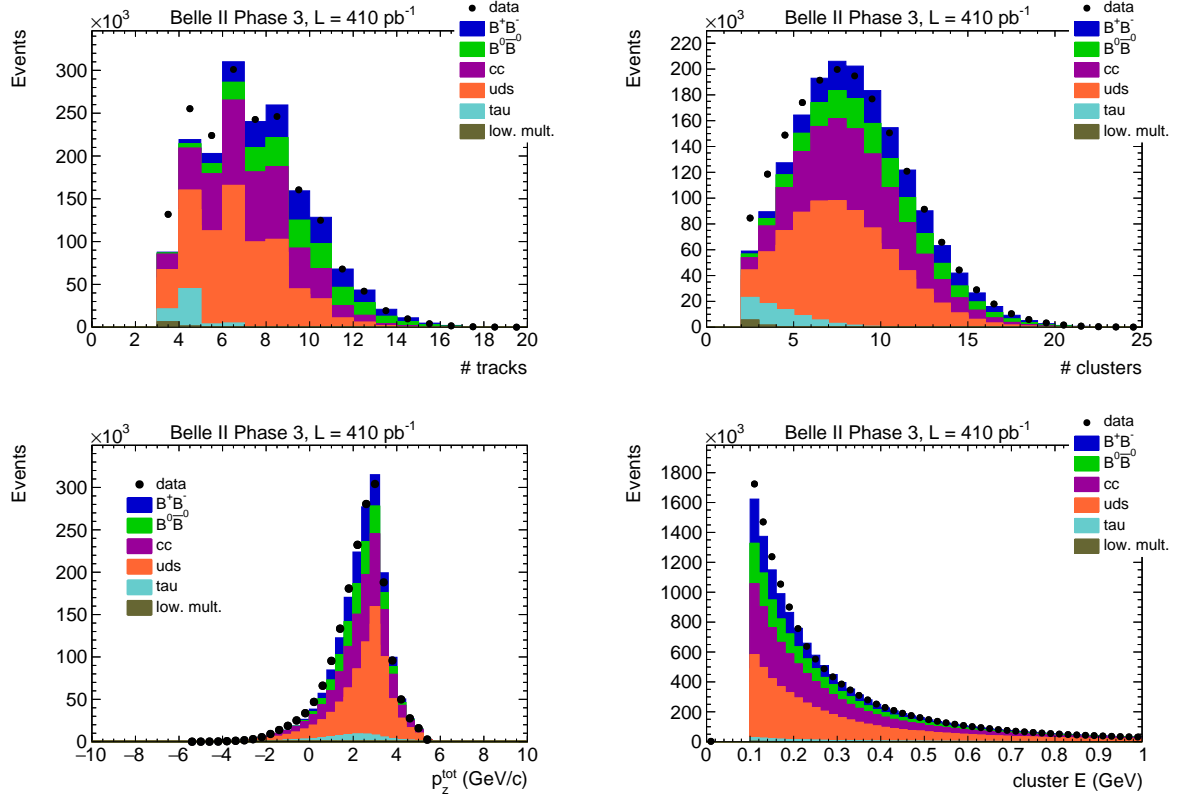 ×10³ Belle II Phase 3, L = 410 pb⁻¹
Events
data
B⁺B⁻
B⁰B̅⁰
cc
uds
tau
low. mult.
300
250
200
150
100
50
0
0 2 4 6 8 10 12 14 16 18 20
# tracks
×10³ Belle II Phase 3, L = 410 pb⁻¹
Events
data
B⁺B⁻
B⁰B̅⁰
cc
uds
tau
low. mult.
220
200
180
160
140
120
100
80
60
40
20
0
0 5 10 15 20 25
# clusters
×10³ Belle II Phase 3, L = 410 pb⁻¹
Events
data
B⁺B⁻
B⁰B̅⁰
cc
uds
tau
low. mult.
300
250
200
150
100
50
0
−10 −8 −6 −4 −2 0 2 4 6 8 10
p_z^tot (GeV/c)
×10³ Belle II Phase 3, L = 410 pb⁻¹
Events
data
B⁺B⁻
B⁰B̅⁰
cc
uds
tau
low. mult.
1800
1600
1400
1200
1000
800
600
400
200
0
0 0.1 0.2 0.3 0.4 0.5 0.6 0.7 0.8 0.9 1
cluster E (GeV)